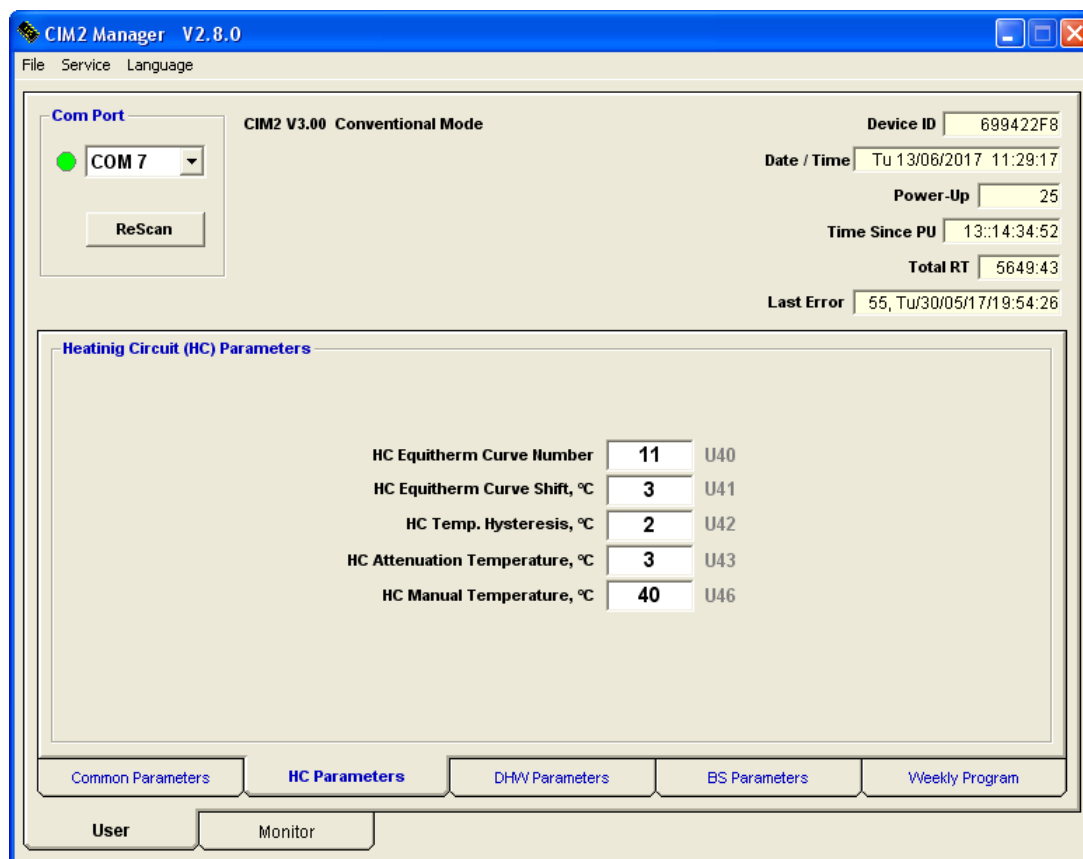 CIM2 Manager V2.8.0
File Service Language
Com Port
COM 7
ReScan
CIM2 V3.00 Conventional Mode
Device ID 699422F8
Date / Time Tu 13/06/2017 11:29:17
Power-Up 25
Time Since PU 13::14:34:52
Total RT 5649:43
Last Error 55, Tu/30/05/17/19:54:26
Heatinig Circuit (HC) Parameters
HC Equitherm Curve Number 11 U40
HC Equitherm Curve Shift, °C 3 U41
HC Temp. Hysteresis, °C 2 U42
HC Attenuation Temperature, °C 3 U43
HC Manual Temperature, °C 40 U46
Common Parameters HC Parameters DHW Parameters BS Parameters Weekly Program
User Monitor